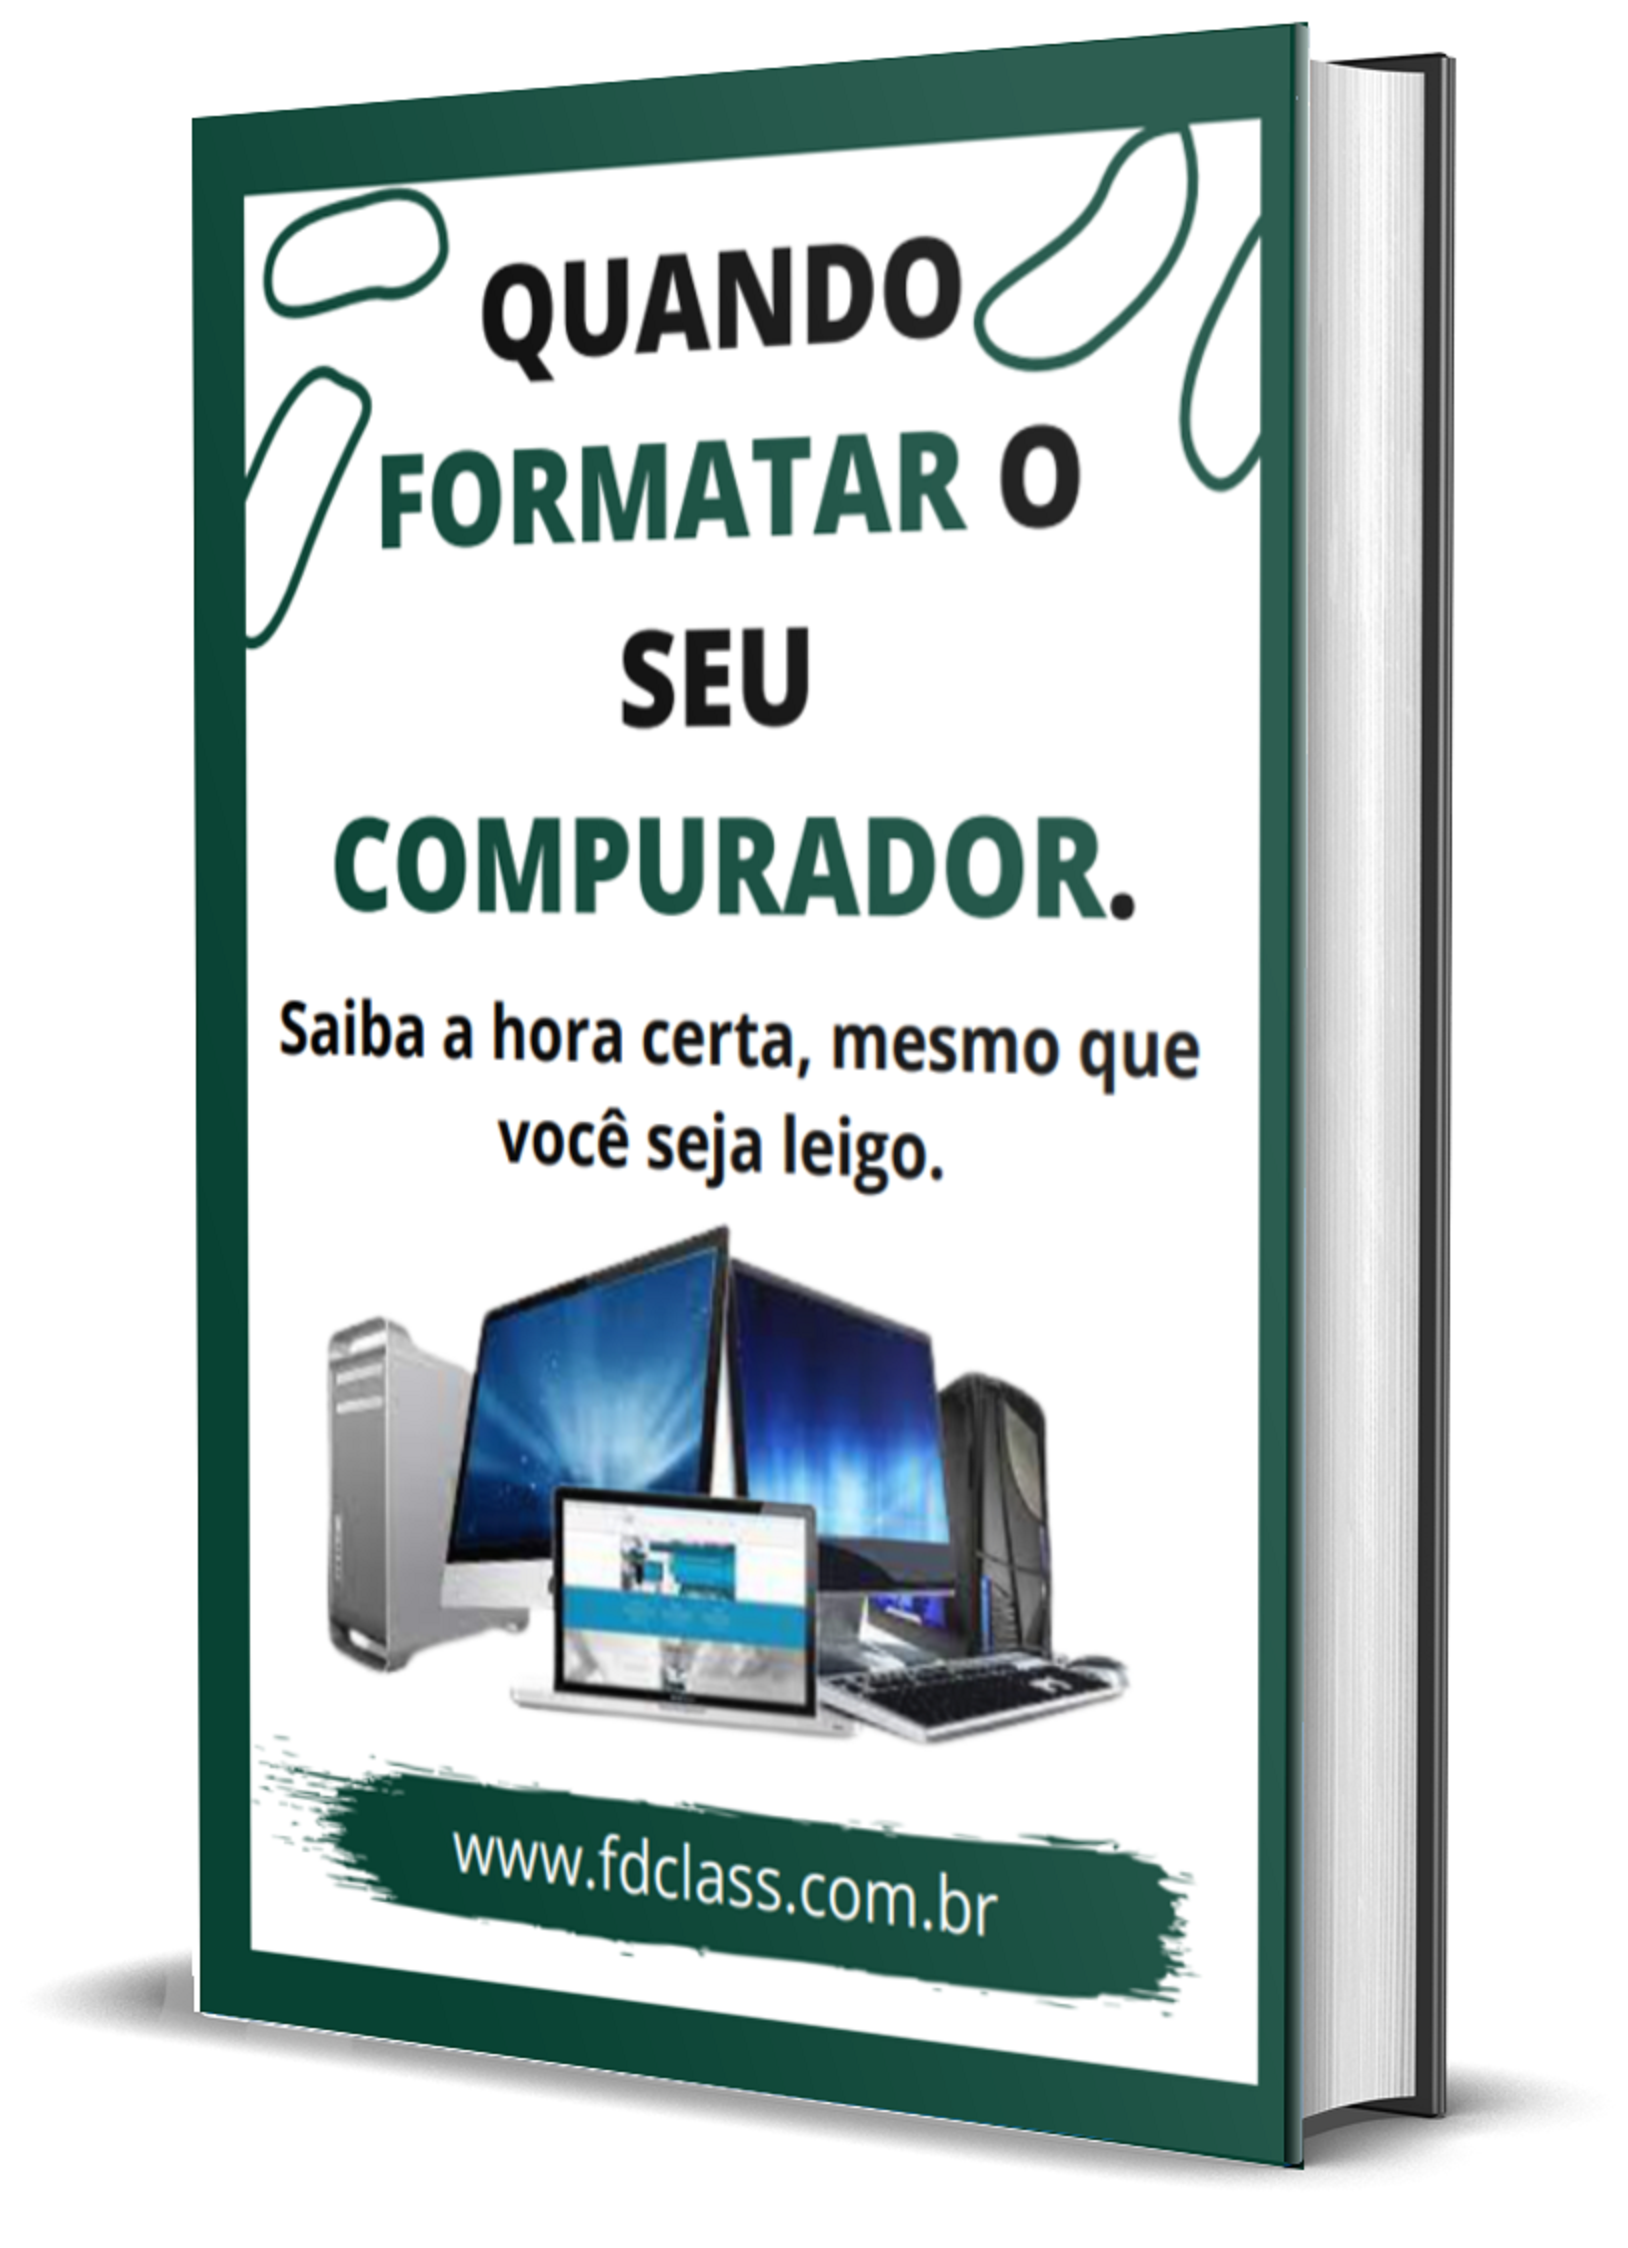 QUANDO
FORMATAR O
SEU
COMPURADOR.
Saiba a hora certa, mesmo que
você seja leigo.
www.fdclass.com.br